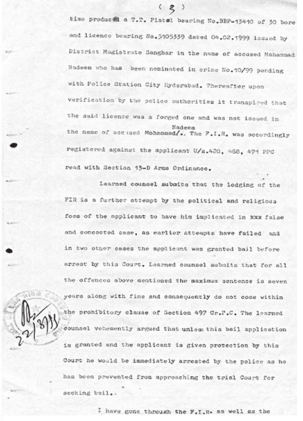 ( 3 )
him produced a T.T. Pistol bearing No.BBP-13410 of 30 bore
and licence bearing No.3105339 dated 04.02.1999 issued by
District Magistrate Sanghar in the name of accused Mohammad
Nadeem who has been nominated in crime No.10/99 pending
with Police Station City Hyderabad. Thereafter upon
verification by the police authorities it transpired that
the said licence was a forged one and was not issued in
Nadeem
the name of accused Mohammad/. The F.I.R. was accordingly
registered against the applicant U/s.420, 468, 471 PPC
read with Section 13-D Arms Ordinance.
Learned counsel submits that the lodging of the
FIR is a further attempt by the political and religious
foes of the applicant to have him implicated in xxx false
and concocted case, as earlier attempts have failed and
in two other cases the applicant was granted bail before
arrest by this Court. Learned counsel submits that for all
the offences above mentioned the maximum sentence is seven
years along with fine and consequently do not come within
the prohibitory clause of Section 497 Cr.P.C. The learned
counsel vehemently argued that unless this bail application
is granted and the applicant is given protection by this
Court he would be immediately arrested by the police as he
has been prevented from approaching the trial Court for
seeking bail.
I have gone through the F.I.R. as well as the